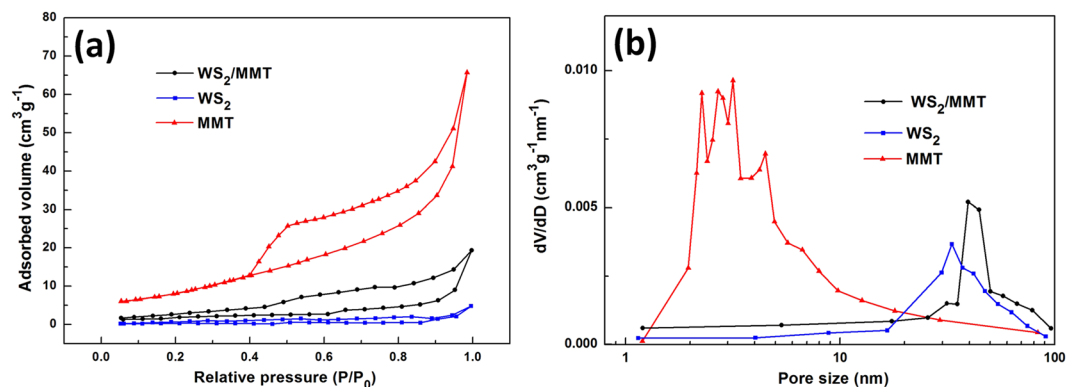 (a)
80
70
60
50
40
30
20
10
0
Adsorbed volume (cm³g⁻¹)
WS₂/MMT
WS₂
MMT
0.0 0.2 0.4 0.6 0.8 1.0
Relative pressure (P/P₀)
(b)
0.010
0.005
0.000
dV/dD (cm³g⁻¹nm⁻¹)
WS₂/MMT
WS₂
MMT
1 10 100
Pore size (nm)